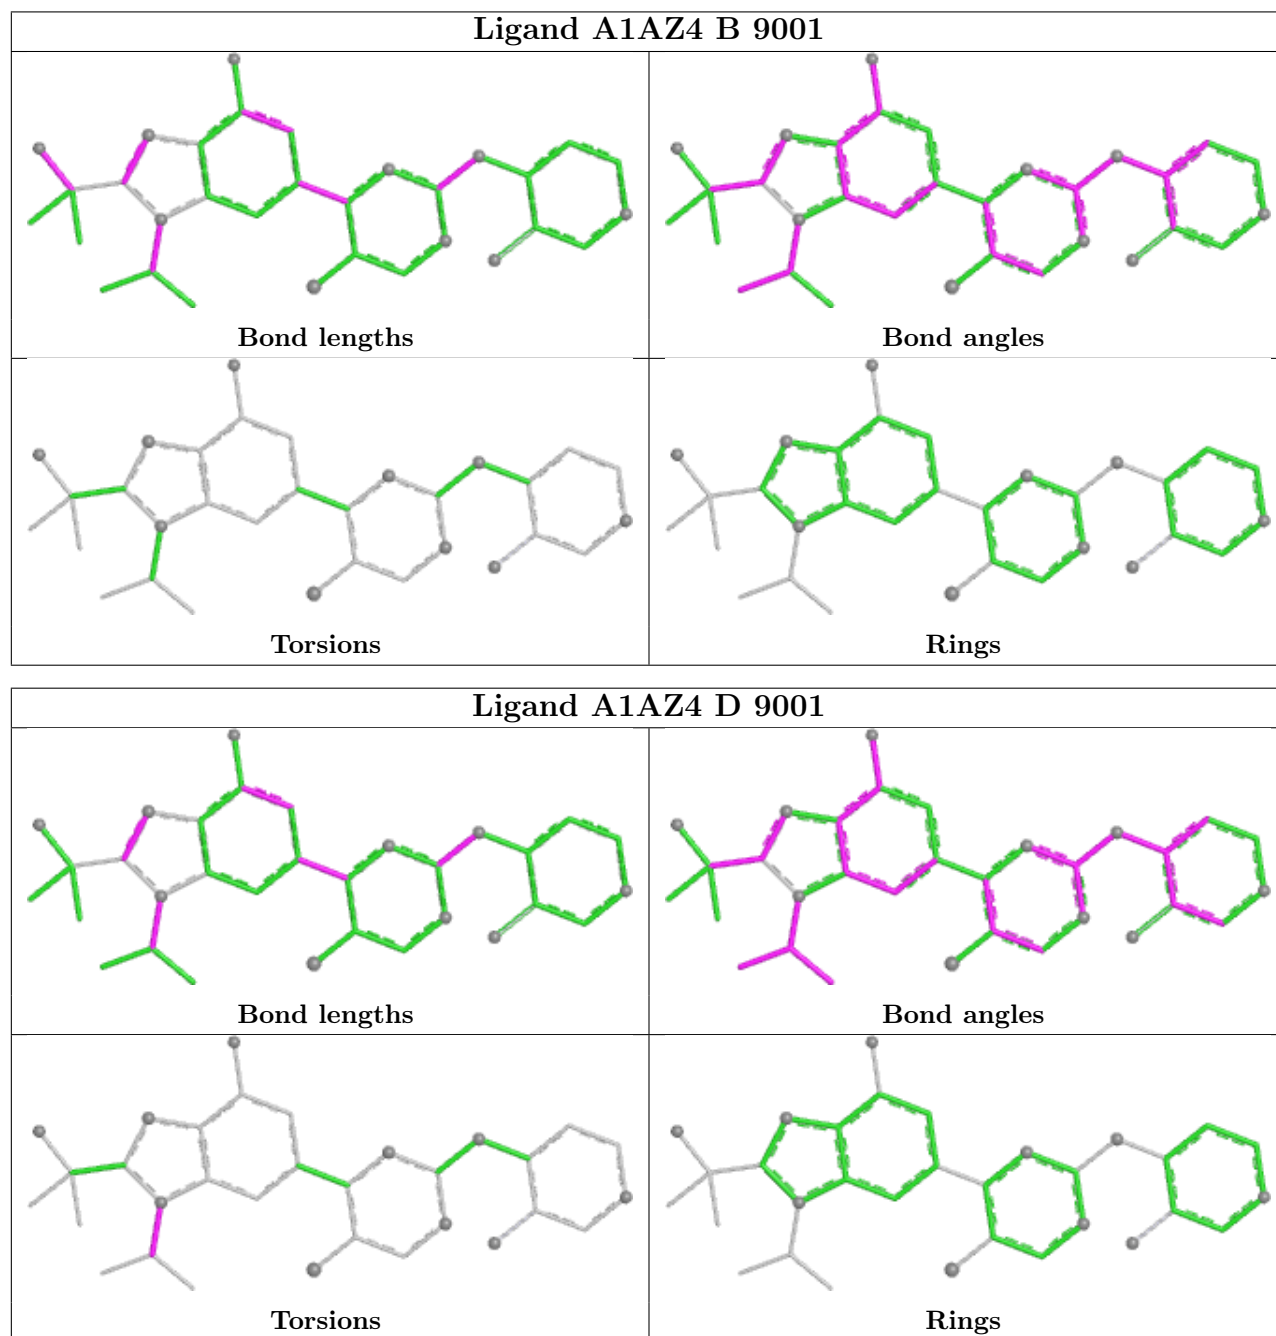 Ligand A1AZ4 B 9001
Bond lengths
Bond angles
Torsions
Rings
Ligand A1AZ4 D 9001
Bond lengths
Bond angles
Torsions
Rings